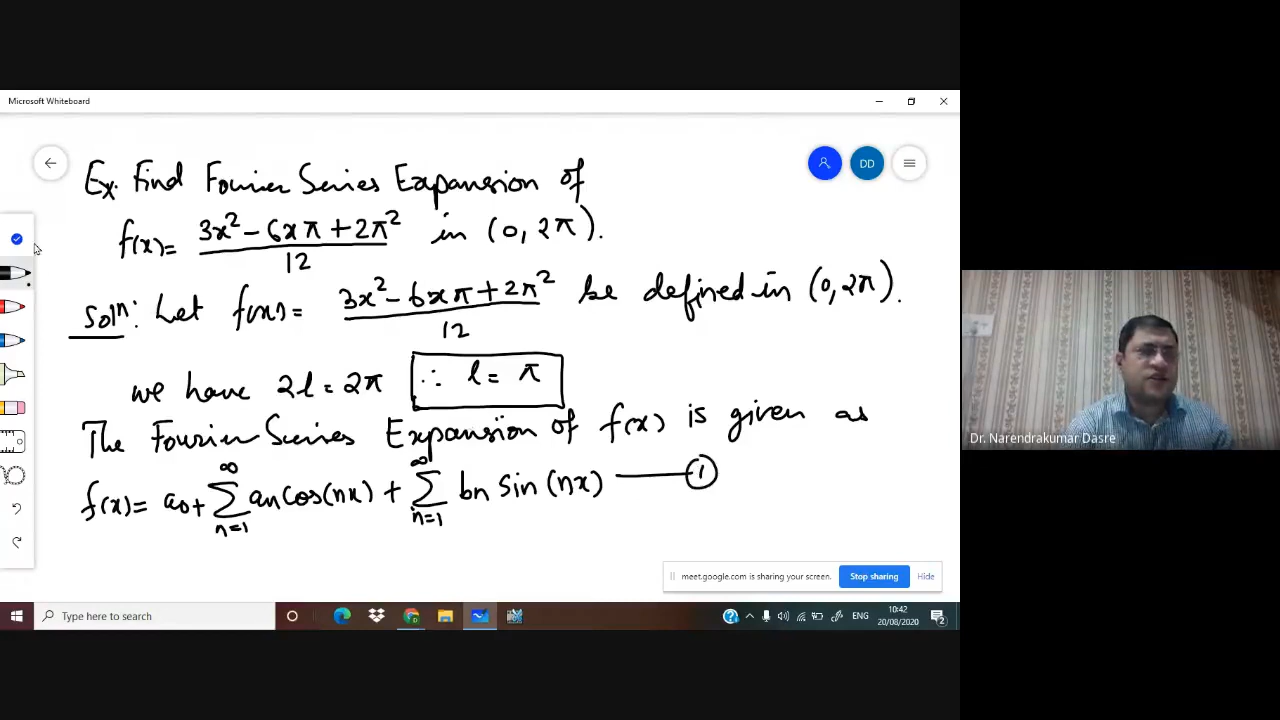 Microsoft Whiteboard
Ex. Find Fourier Series Expansion of
f(x)= 3x² - 6xπ + 2π² / 12 in (0, 2π).
Solⁿ: Let f(x)= 3x² - 6xπ + 2π² / 12 be defined in (0, 2π).
we have 2l = 2π ∴ l = π
The Fourier Series Expansion of f(x) is given as
f(x)= a0 + ∑ n=1 ∞ an cos(nx) + ∑ n=1 ∞ bn sin(nx) —— ①
DD
Dr. Narendrakumar Dasre
meet.google.com is sharing your screen. Stop sharing Hide
Type here to search
ENG
10:42
20/08/2020
2